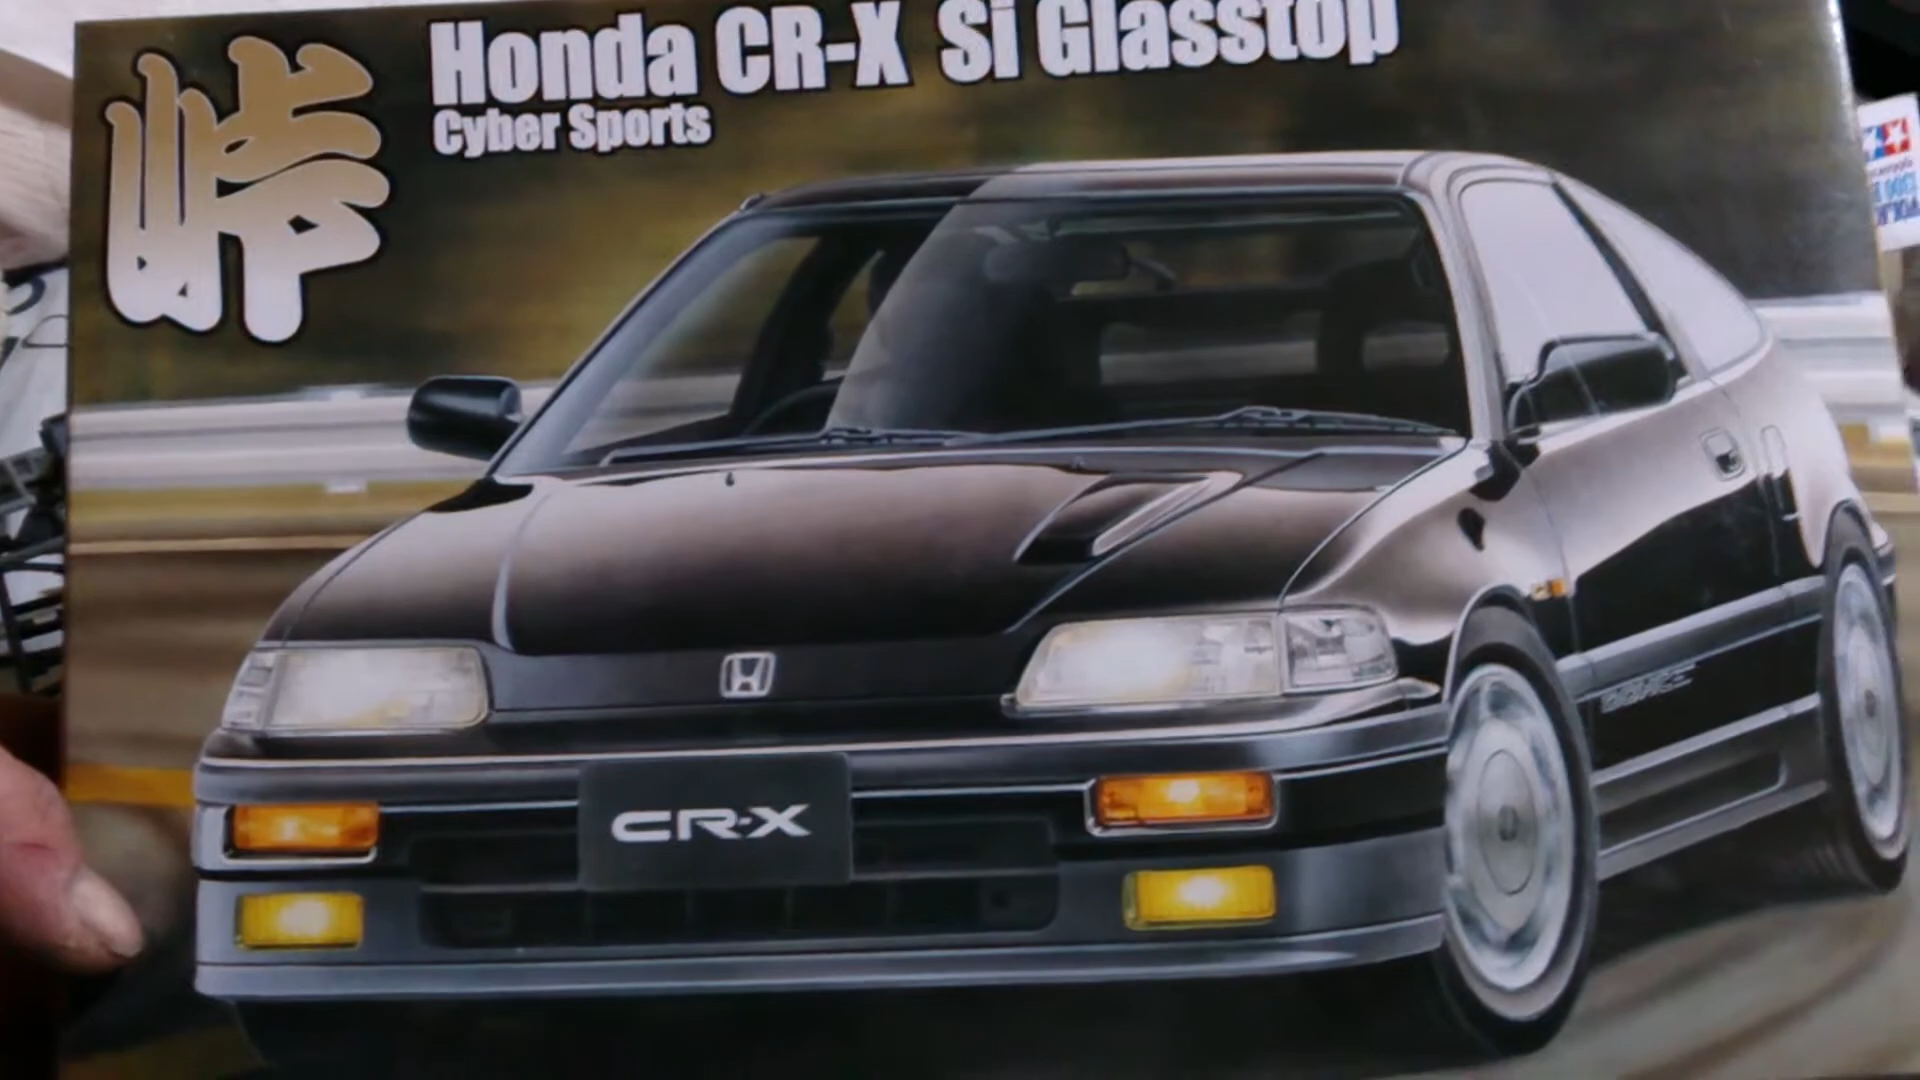 峠
Honda CR-X Si Glasstop
Cyber Sports
CR-X